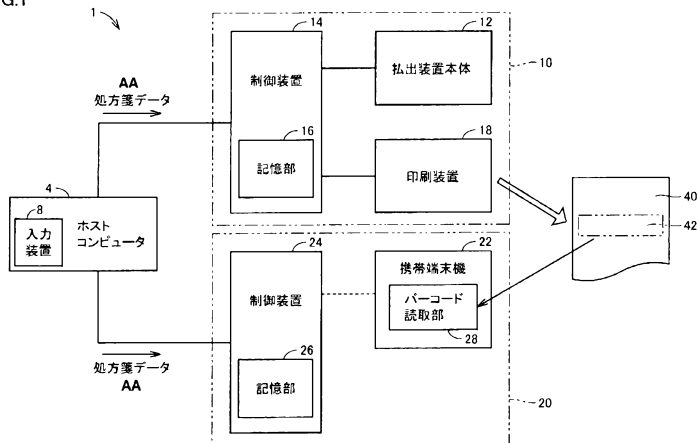 G.1
1
14
12
10
AA
処方箋データ
制御装置
払出装置本体
16
記憶部
18
印刷装置
4
8
入力
装置
ホスト
コンピュータ
40
42
24
22
制御装置
携帯端末機
バーコード
読取部
28
26
記憶部
処方箋データ
AA
20